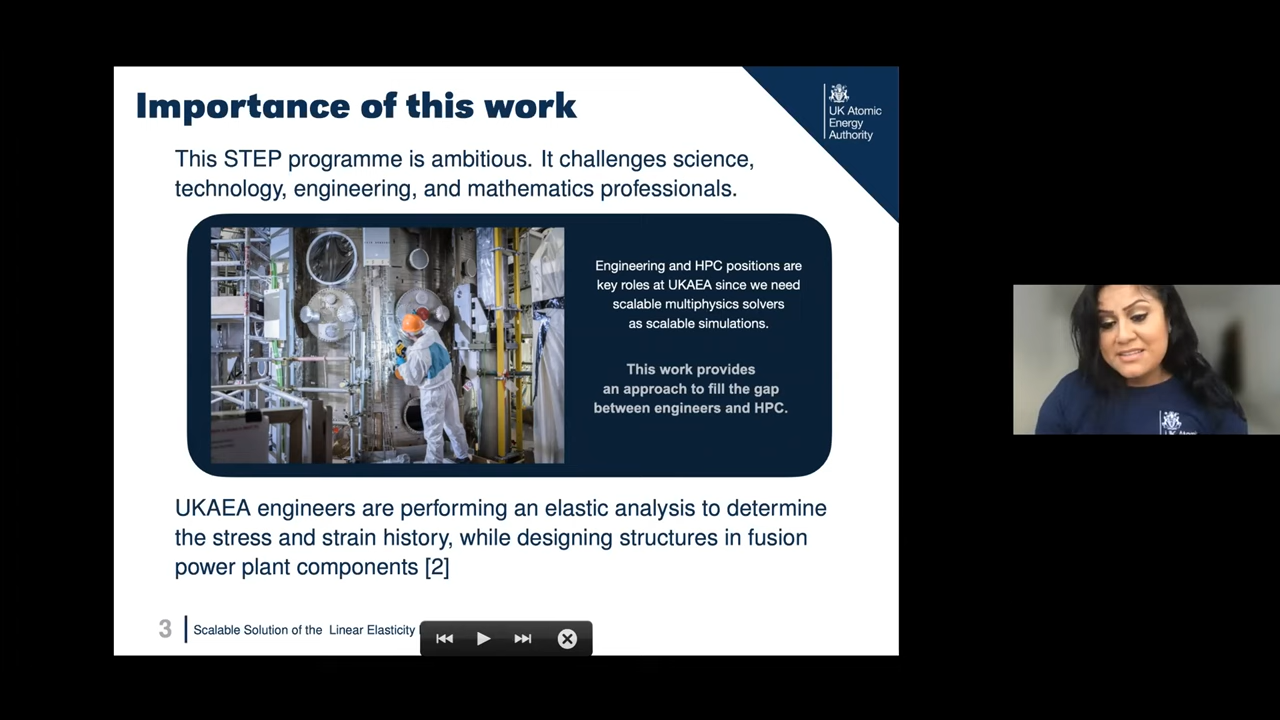 Importance of this work
UK Atomic
Energy
Authority
This STEP programme is ambitious. It challenges science,
technology, engineering, and mathematics professionals.
Engineering and HPC positions are
key roles at UKAEA since we need
scalable multiphysics solvers
as scalable simulations.
This work provides
an approach to fill the gap
between engineers and HPC.
UKAEA engineers are performing an elastic analysis to determine
the stress and strain history, while designing structures in fusion
power plant components [2]
3
Scalable Solution of the Linear Elasticity
UK Atomic